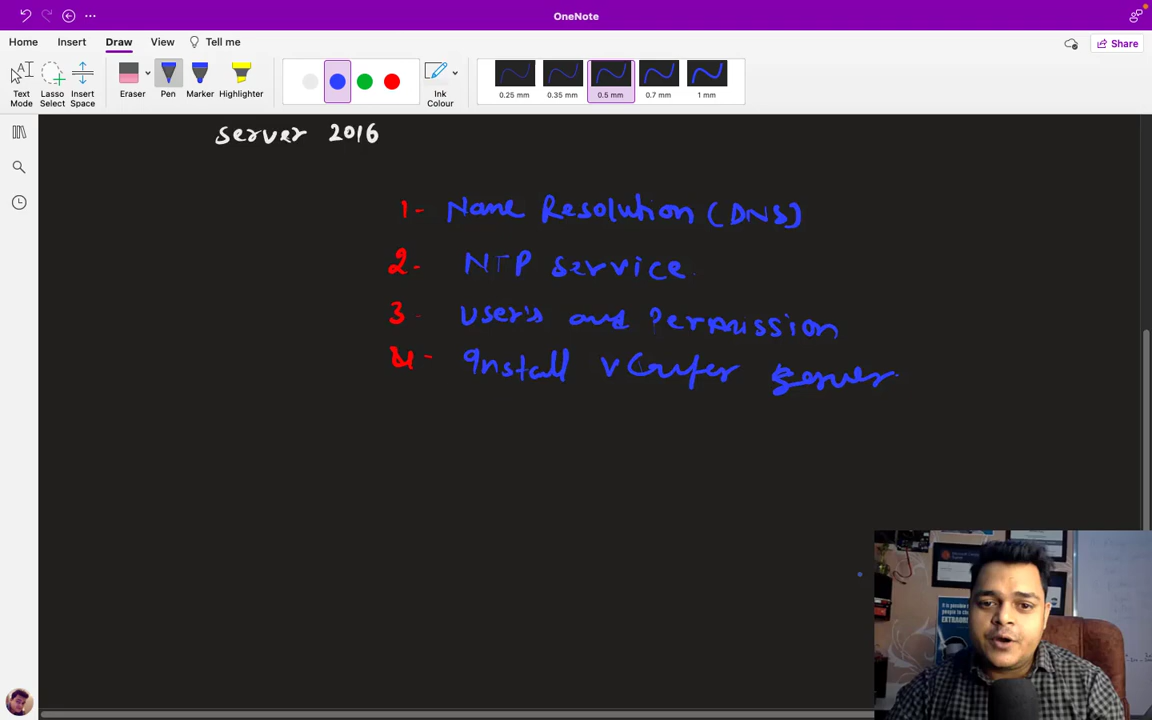 OneNote
Home Insert Draw View Tell me
Share
Text Mode
Lasso Select
Insert Space
Eraser
Pen
Marker
Highlighter
Ink Colour
0.25 mm
0.35 mm
0.5 mm
0.7 mm
1 mm
server 2016
1- Name Resolution (DNS)
2- NTP service.
3- User's and Permission
4- Install vCenter Server.